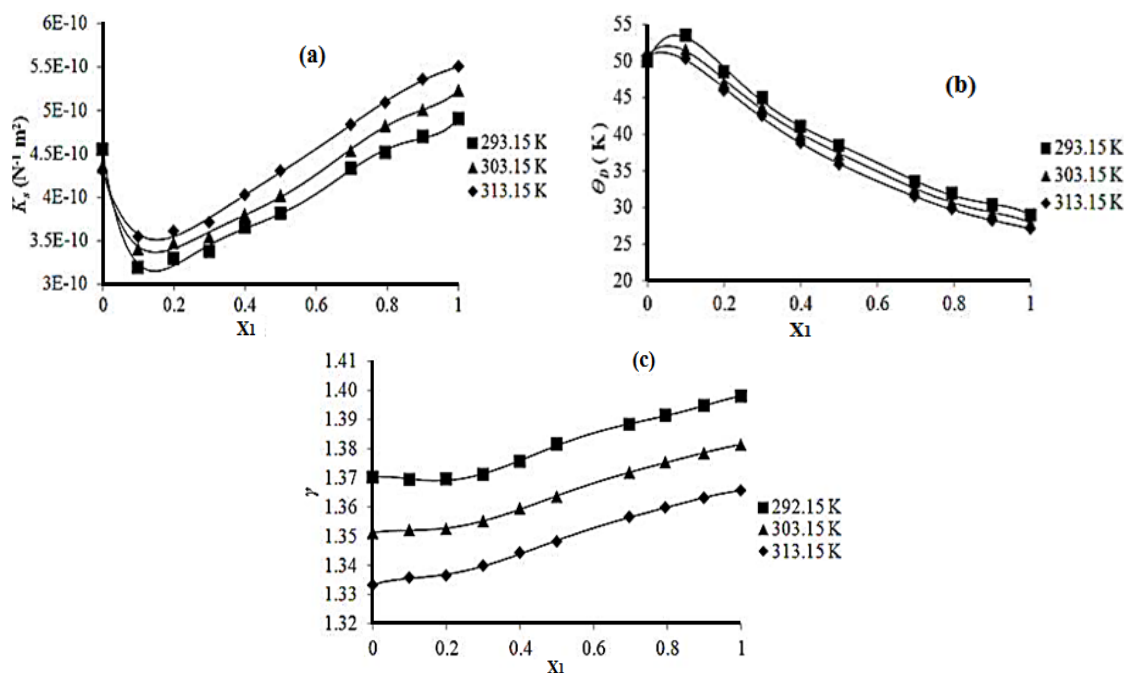 (a)
6E-10
5.5E-10
5E-10
4.5E-10
4E-10
3.5E-10
3E-10
Kₛ (N⁻¹ m²)
0 0.2 0.4 0.6 0.8 1
X1
293.15 K
303.15 K
313.15 K
(b)
55
50
45
40
35
30
25
20
Θ_D ( K )
0 0.2 0.4 0.6 0.8 1
X1
293.15 K
303.15 K
313.15 K
(c)
1.41
1.40
1.39
1.38
1.37
1.36
1.35
1.34
1.33
1.32
γ
0 0.2 0.4 0.6 0.8 1
X1
292.15 K
303.15 K
313.15 K